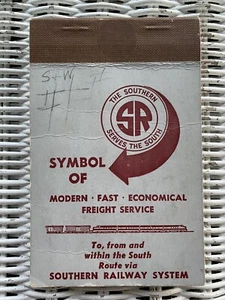 THE SOUTHERN
SR
SERVES THE SOUTH
SYMBOL
OF
MODERN · FAST · ECONOMICAL
FREIGHT SERVICE
To, from and
within the South
Route via
SOUTHERN RAILWAY SYSTEM